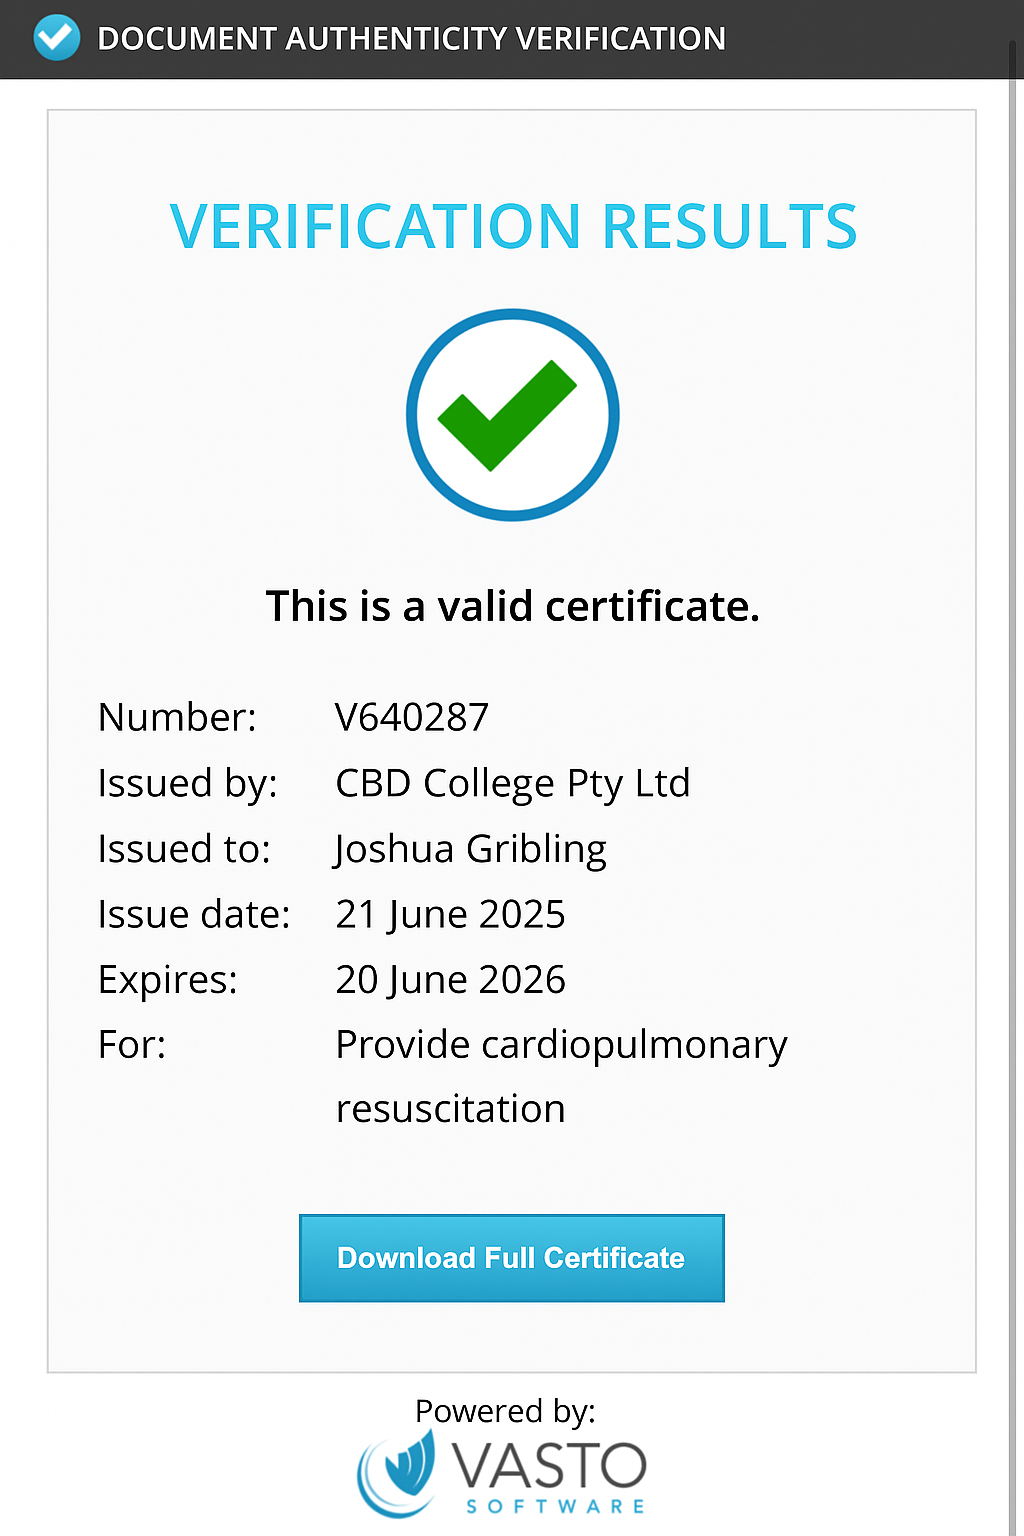 DOCUMENT AUTHENTICITY VERIFICATION
VERIFICATION RESULTS
This is a valid certificate.
Number: V640287
Issued by: CBD College Pty Ltd
Issued to: Joshua Gribling
Issue date: 21 June 2025
Expires: 20 June 2026
For: Provide cardiopulmonary
resuscitation
Download Full Certificate
Powered by:
VASTO
SOFTWARE